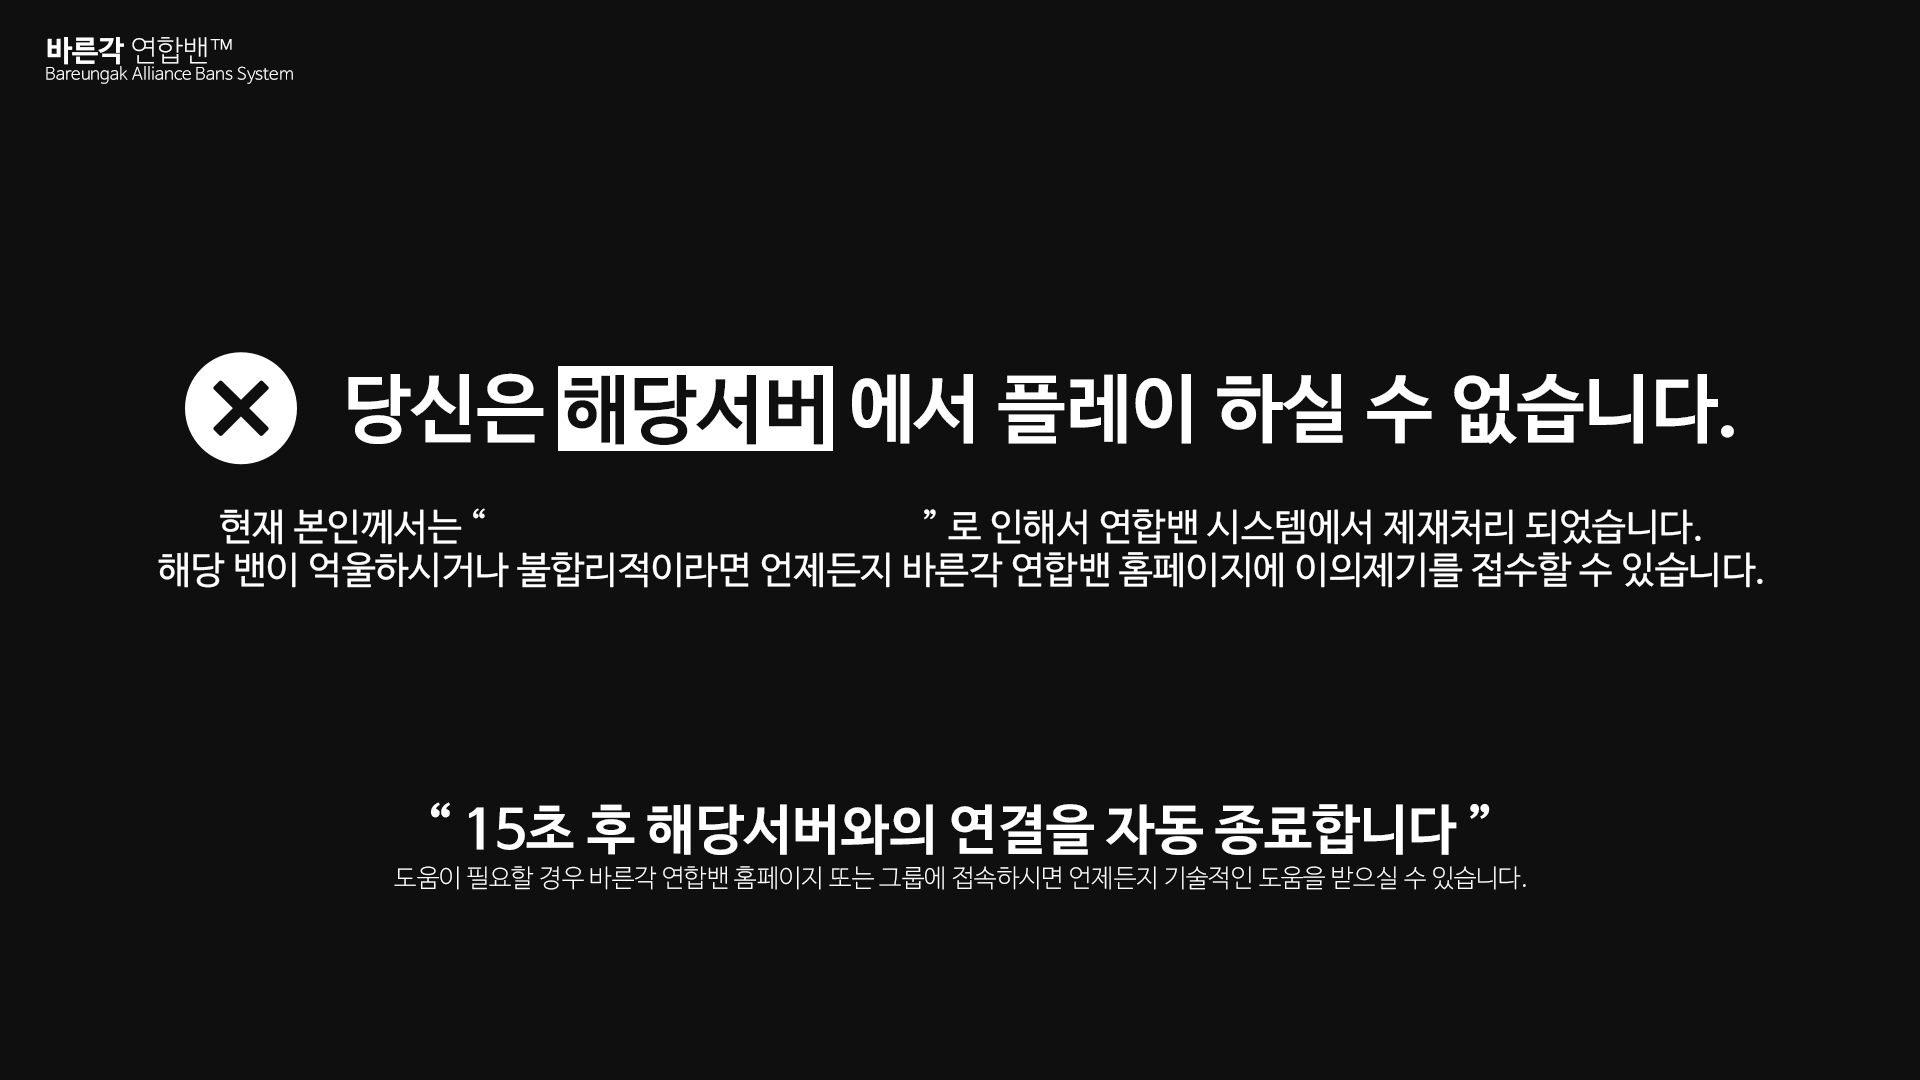 바른각 연합밴™
Bareungak Alliance Bans System
당신은 해당서버 에서 플레이 하실 수 없습니다.
현재 본인께서는 “ ” 로 인해서 연합밴 시스템에서 제재처리 되었습니다.
해당 밴이 억울하시거나 불합리적이라면 언제든지 바른각 연합밴 홈페이지에 이의제기를 접수할 수 있습니다.
“ 15초 후 해당서버와의 연결을 자동 종료합니다 ”
도움이 필요할 경우 바른각 연합밴 홈페이지 또는 그룹에 접속하시면 언제든지 기술적인 도움을 받으실 수 있습니다.